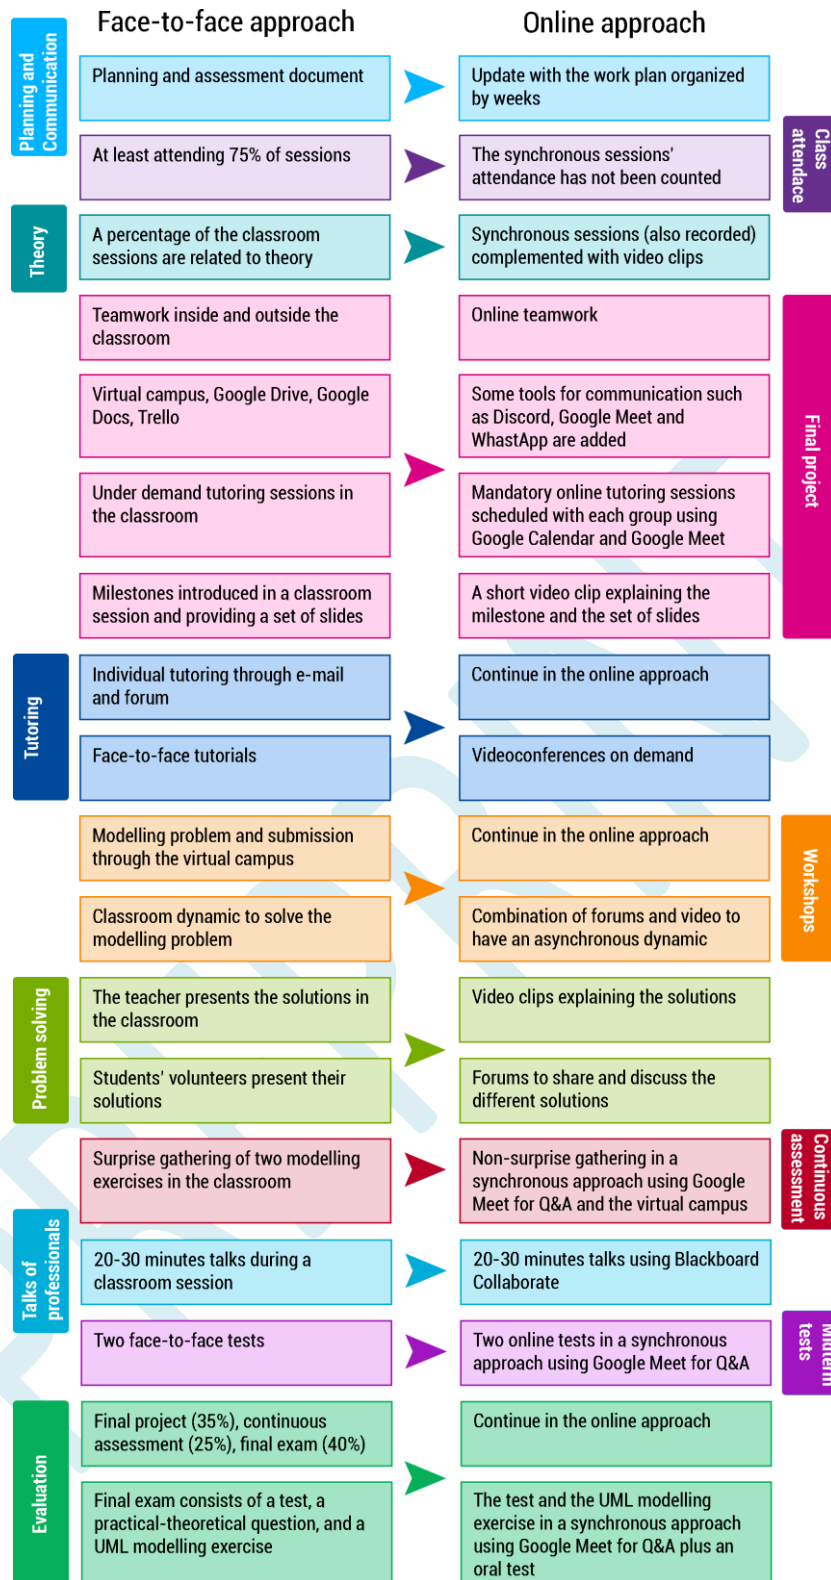 Face-to-face approach
Online approach
Planning and
Communication
Planning and assessment document
Update with the work plan organized
by weeks
At least attending 75% of sessions
The synchronous sessions'
attendance has not been counted
Class
attendace
Theory
A percentage of the classroom
sessions are related to theory
Synchronous sessions (also recorded)
complemented with video clips
Teamwork inside and outside the
classroom
Online teamwork
Final project
Virtual campus, Google Drive, Google
Docs, Trello
Some tools for communication such
as Discord, Google Meet and
WhastApp are added
Under demand tutoring sessions in
the classroom
Mandatory online tutoring sessions
scheduled with each group using
Google Calendar and Google Meet
Milestones introduced in a classroom
session and providing a set of slides
A short video clip explaining the
milestone and the set of slides
Tutoring
Individual tutoring through e-mail
and forum
Continue in the online approach
Face-to-face tutorials
Videoconferences on demand
Modelling problem and submission
through the virtual campus
Continue in the online approach
Workshops
Classroom dynamic to solve the
modelling problem
Combination of forums and video to
have an asynchronous dynamic
Problem solving
The teacher presents the solutions in
the classroom
Video clips explaining the solutions
Students' volunteers present their
solutions
Forums to share and discuss the
different solutions
Surprise gathering of two modelling
exercises in the classroom
Non-surprise gathering in a
synchronous approach using Google
Meet for Q&A and the virtual campus
Continuous
assessment
Talks of
professionals
20-30 minutes talks during a
classroom session
20-30 minutes talks using Blackboard
Collaborate
Two face-to-face tests
Two online tests in a synchronous
approach using Google Meet for Q&A
Midterm
tests
Evaluation
Final project (35%), continuous
assessment (25%), final exam (40%)
Continue in the online approach
Final exam consists of a test, a
practical-theoretical question, and a
UML modelling exercise
The test and the UML modelling
exercise in a synchronous approach
using Google Meet for Q&A plus an
oral test